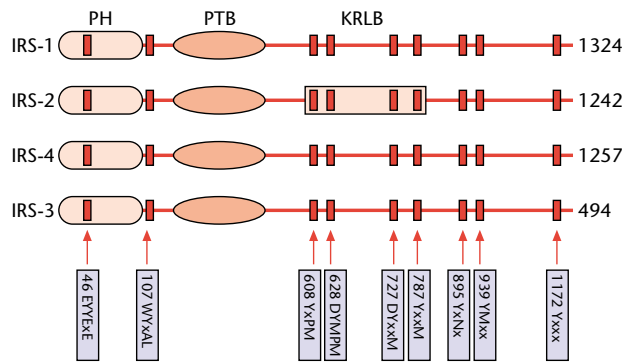 PH PTB KRLB
IRS-1 1324
IRS-2 1242
IRS-4 1257
IRS-3 494
46 EYYExE
107 WYxAL
608 YxPM
628 DYMPM
727 DYxxM
787 YxxM
895 YxNx
939 YMxx
1172 Yxxx